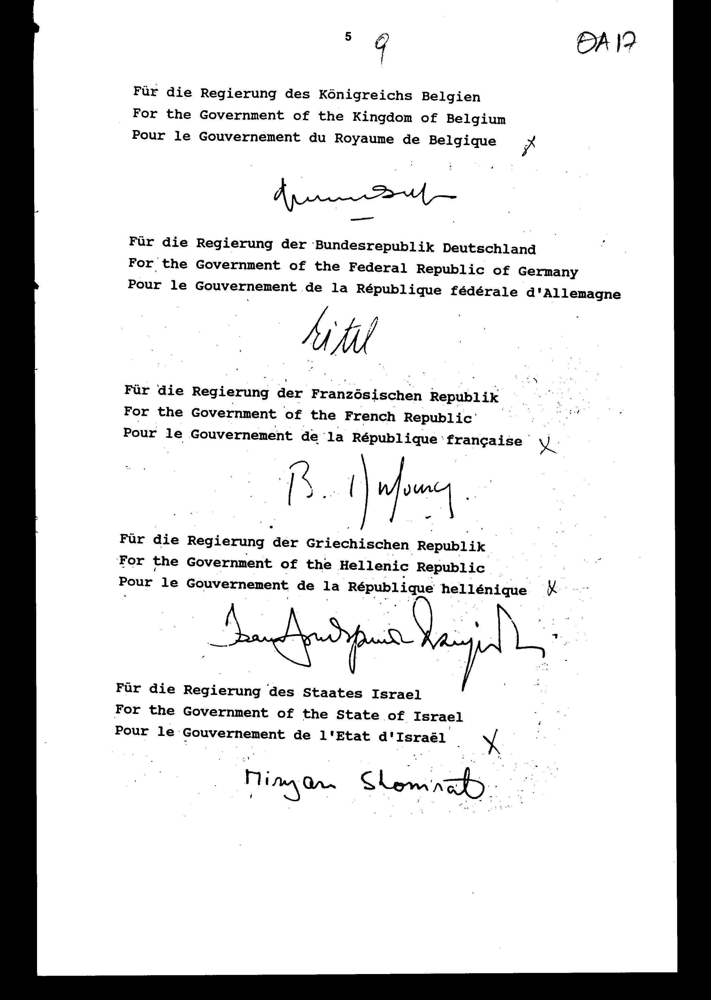 5 9 OA 17
Für die Regierung des Königreichs Belgien
For the Government of the Kingdom of Belgium
Pour le Gouvernement du Royaume de Belgique x
Für die Regierung der Bundesrepublik Deutschland
For the Government of the Federal Republic of Germany
Pour le Gouvernement de la République fédérale d'Allemagne
Eitel
Für die Regierung der Französischen Republik
For the Government of the French Republic
Pour le Gouvernement de la République française x
B.
Für die Regierung der Griechischen Republik
For the Government of the Hellenic Republic
Pour le Gouvernement de la République hellénique x
Für die Regierung des Staates Israel
For the Government of the State of Israel
Pour le Gouvernement de l'Etat d'Israël x
Miryam Shomrat